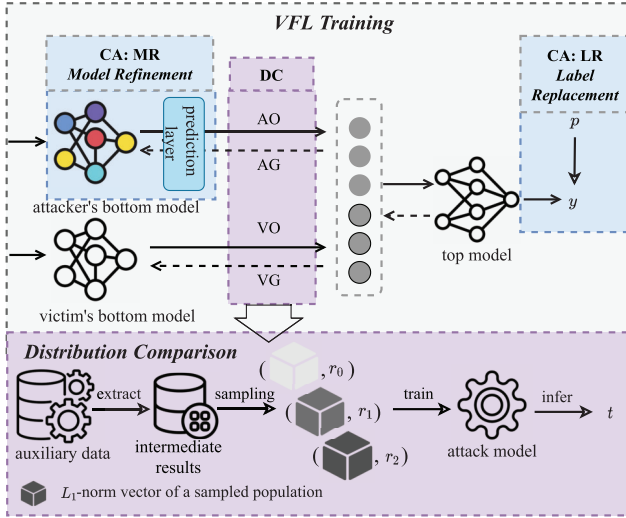 VFL Training
CA: MR
Model Refinement
DC
CA: LR
Label
Replacement
prediction
layer
AO
AG
p
y
attacker's bottom model
VO
VG
top model
victim's bottom model
Distribution Comparison
( , r₀)
extract
sampling
( , r₁)
train
infer
t
auxiliary data
intermediate
results
( , r₂)
attack model
L₁-norm vector of a sampled population